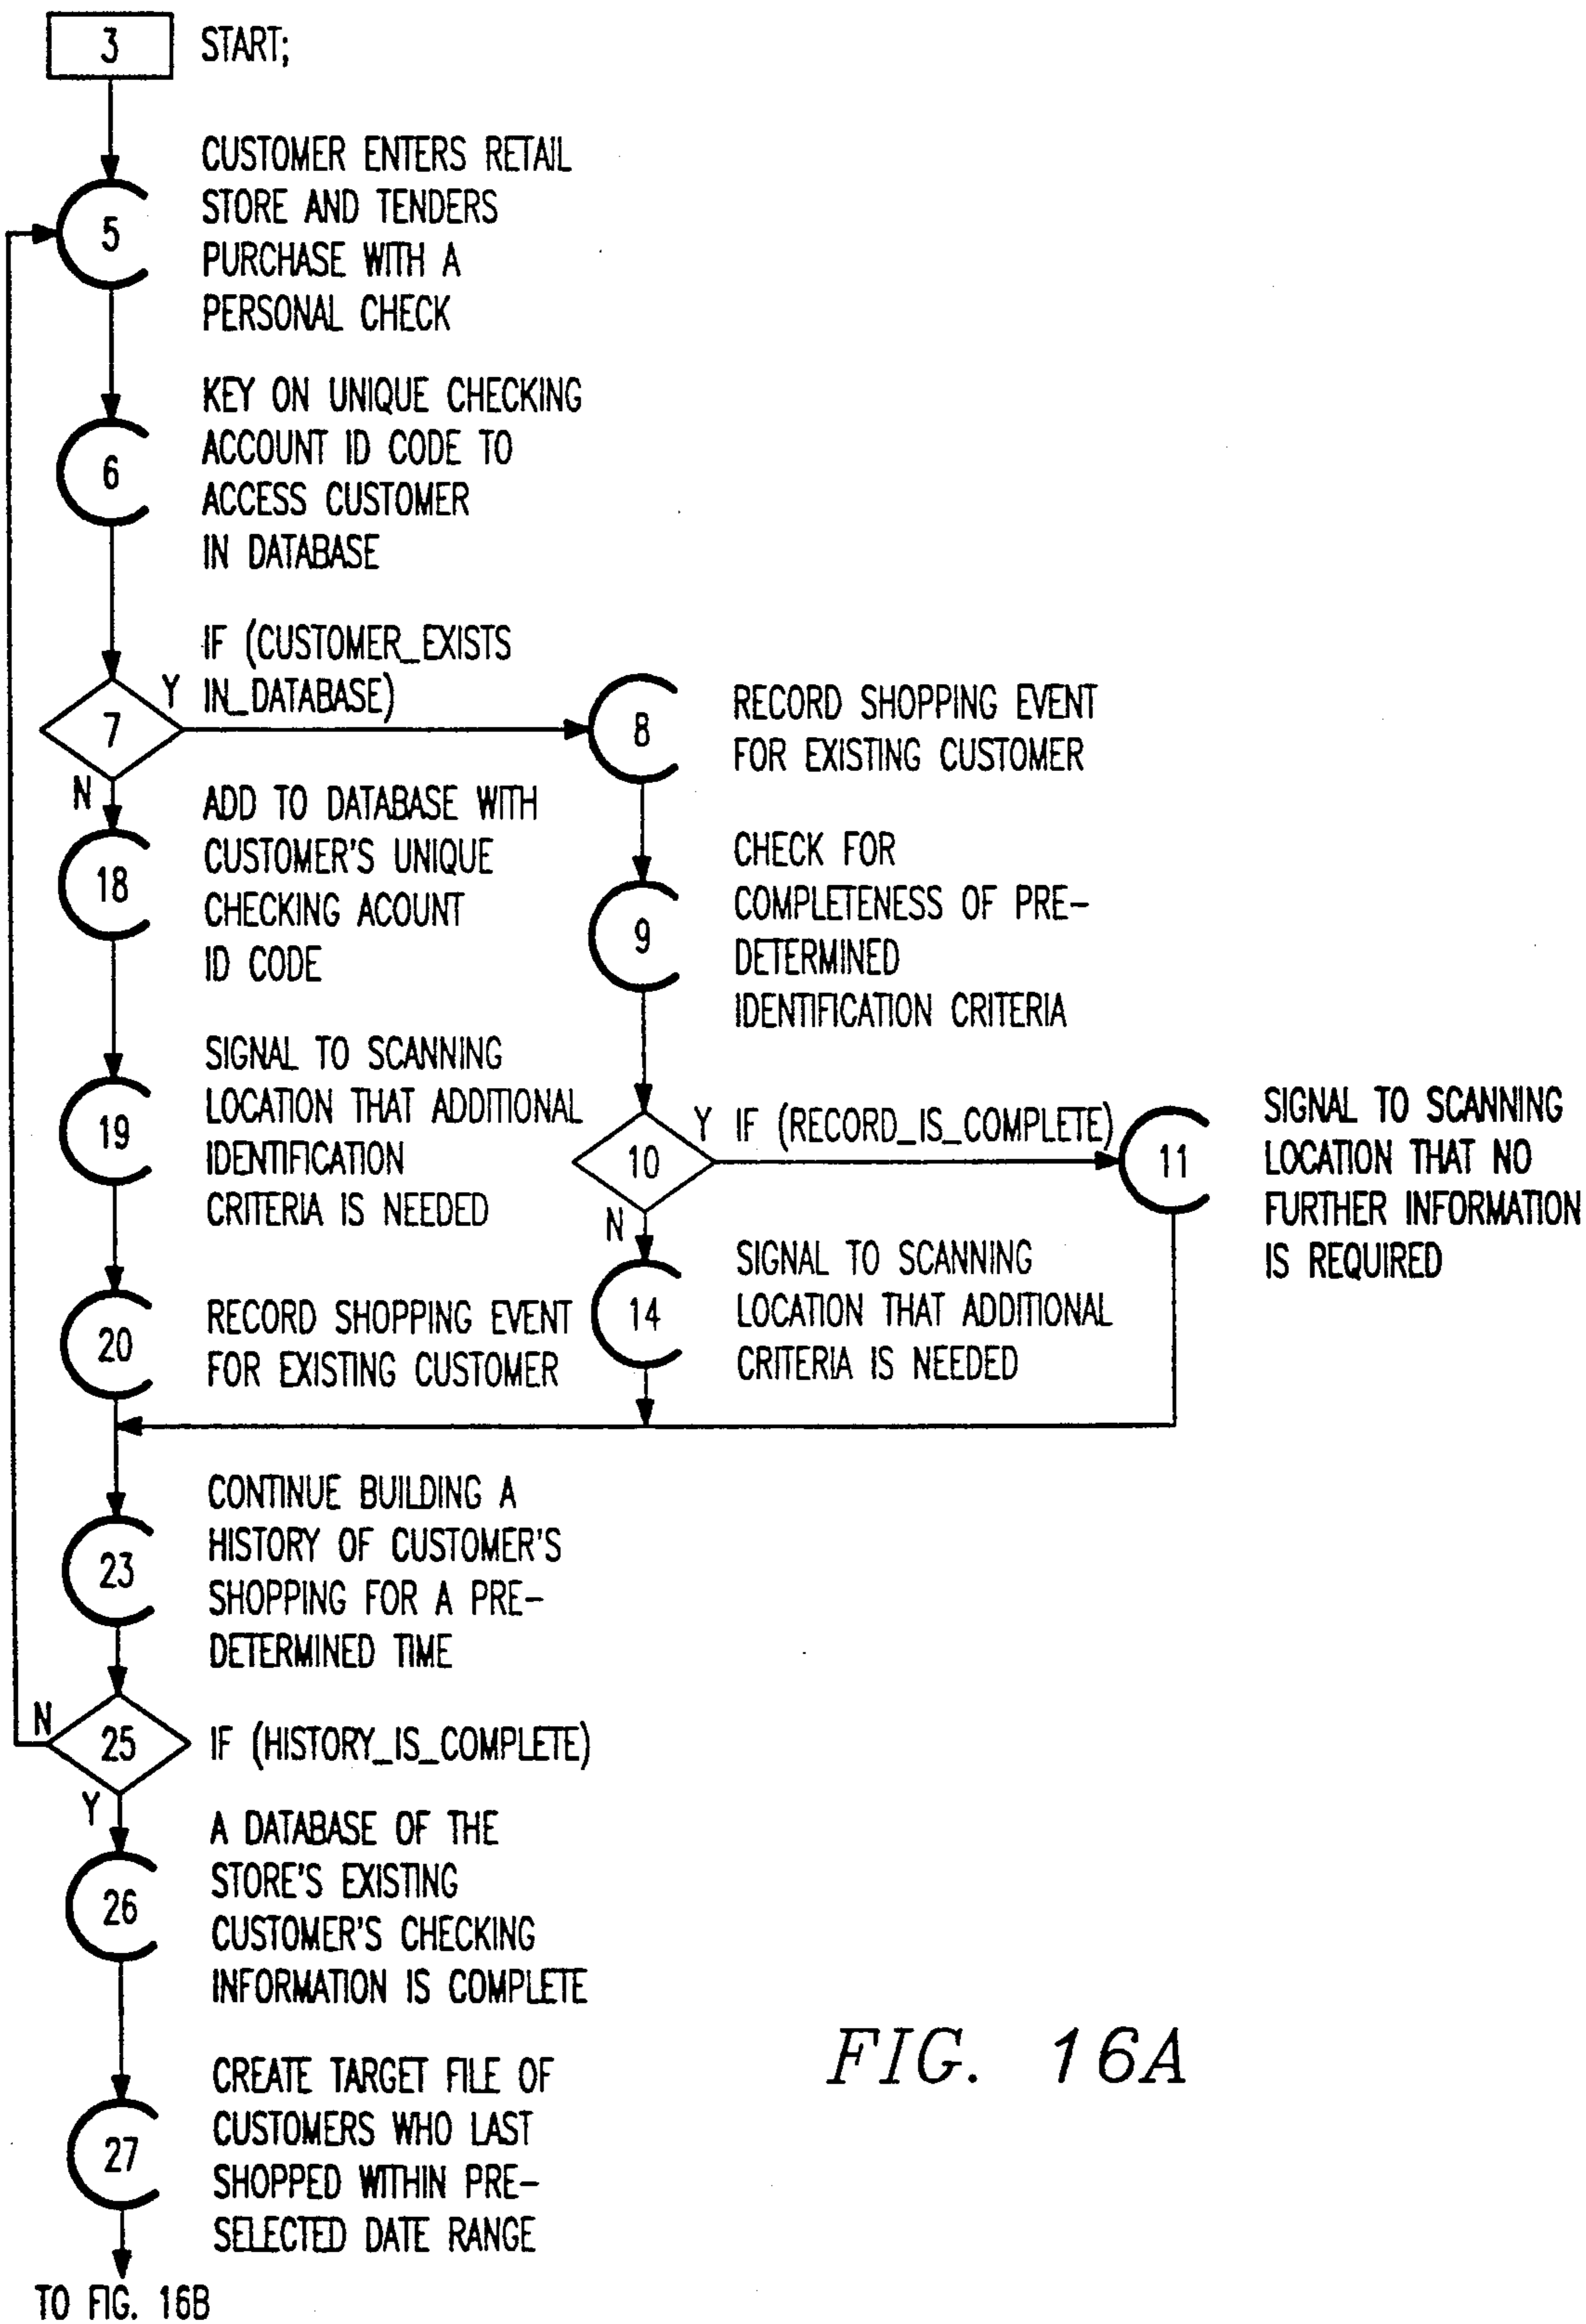 3 START;
CUSTOMER ENTERS RETAIL
STORE AND TENDERS
5
PURCHASE WITH A
PERSONAL CHECK
KEY ON UNIQUE CHECKING
ACCOUNT ID CODE TO
6
ACCESS CUSTOMER
IN DATABASE
IF (CUSTOMER_EXISTS
Y IN_DATABASE)
7
N
8
RECORD SHOPPING EVENT
FOR EXISTING CUSTOMER
ADD TO DATABASE WITH
CUSTOMER'S UNIQUE
18
CHECKING ACOUNT
ID CODE
CHECK FOR
COMPLETENESS OF PRE-
9
DETERMINED
IDENTIFICATION CRITERIA
SIGNAL TO SCANNING
LOCATION THAT ADDITIONAL
19
IDENTIFICATION
CRITERIA IS NEEDED
10
Y IF (RECORD_IS_COMPLETE)
N
11
SIGNAL TO SCANNING
LOCATION THAT NO
FURTHER INFORMATION
IS REQUIRED
20
RECORD SHOPPING EVENT
FOR EXISTING CUSTOMER
14
SIGNAL TO SCANNING
LOCATION THAT ADDITIONAL
CRITERIA IS NEEDED
CONTINUE BUILDING A
HISTORY OF CUSTOMER'S
23
SHOPPING FOR A PRE-
DETERMINED TIME
N
25 IF (HISTORY_IS_COMPLETE)
Y
A DATABASE OF THE
STORE'S EXISTING
26
CUSTOMER'S CHECKING
INFORMATION IS COMPLETE
CREATE TARGET FILE OF
CUSTOMERS WHO LAST
27
SHOPPED WITHIN PRE-
SELECTED DATE RANGE
TO FIG. 16B
FIG. 16A